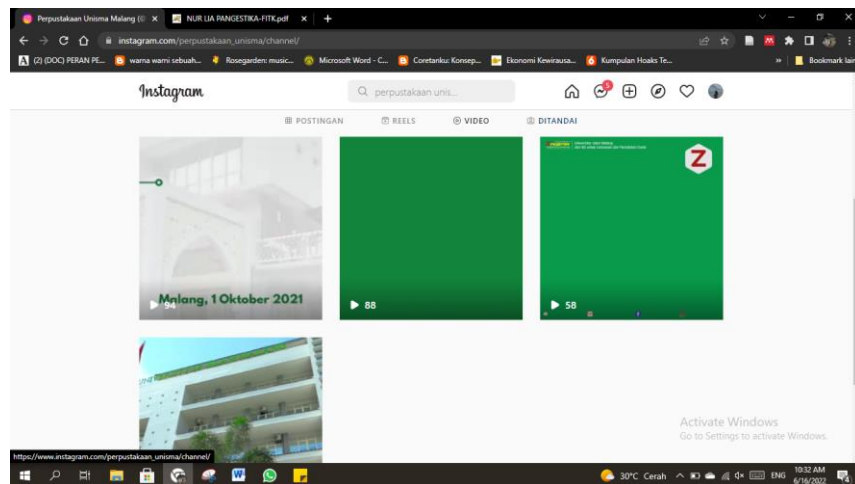 Perpustakaan Unisma Malang (@
NUR LIA PANGESTIKA-FITK.pdf
instagram.com/perpustakaan_unisma/channel/
(2) (DOC) PERAN PE...
warna warni sebuah...
Rosegarden: music...
Microsoft Word - C...
Coretanku: Konsep...
Ekonomi Kewirausa...
Kumpulan Hoaks Te...
Bookmark lain
Instagram
perpustakaan unis...
5
POSTINGAN
REELS
VIDEO
DITANDAI
Z
Malang, 1 Oktober 2021
94
88
58
Activate Windows
Go to Settings to activate Windows.
https://www.instagram.com/perpustakaan_unisma/channel/
30°C Cerah
ENG
10:32 AM
6/16/2022